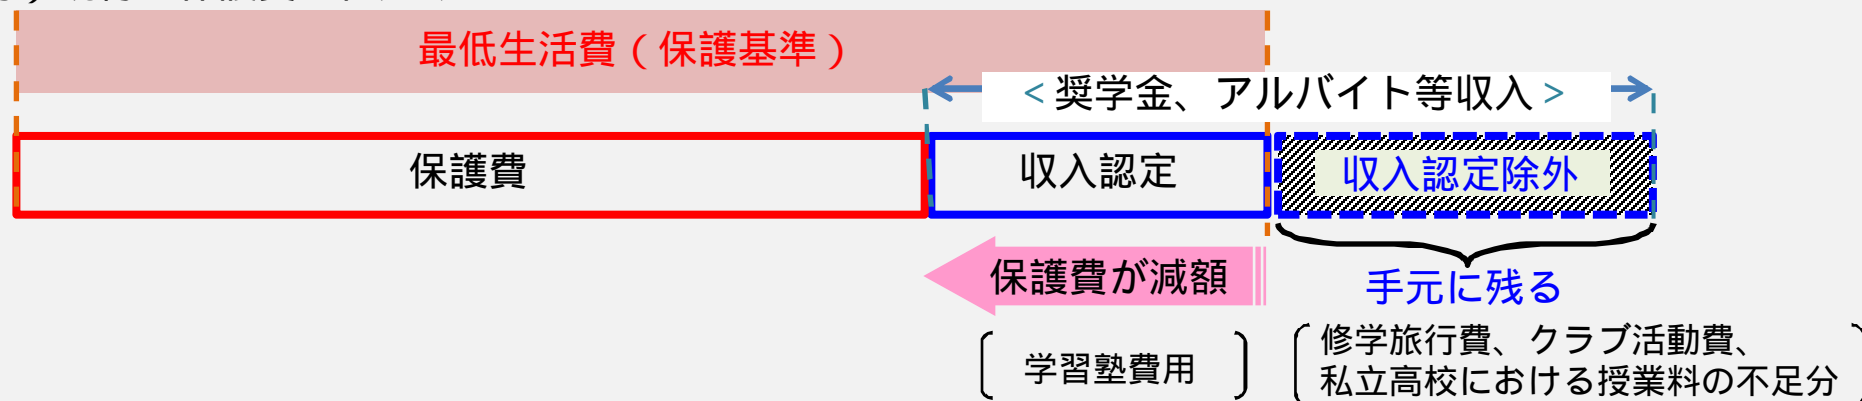 最低生活費（保護基準）
＜奨学金、アルバイト等収入＞
保護費
収入認定
収入認定除外
保護費が減額
手元に残る
学習塾費用
修学旅行費、クラブ活動費、
私立高校における授業料の不足分